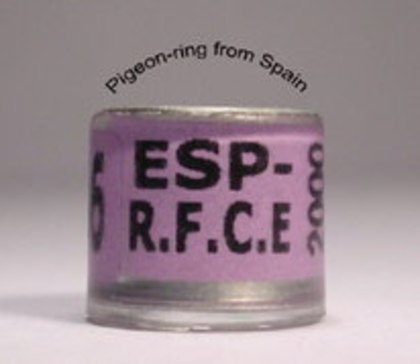 Pigeon-ring from Spain
ESP-
R.F.C.E
2000